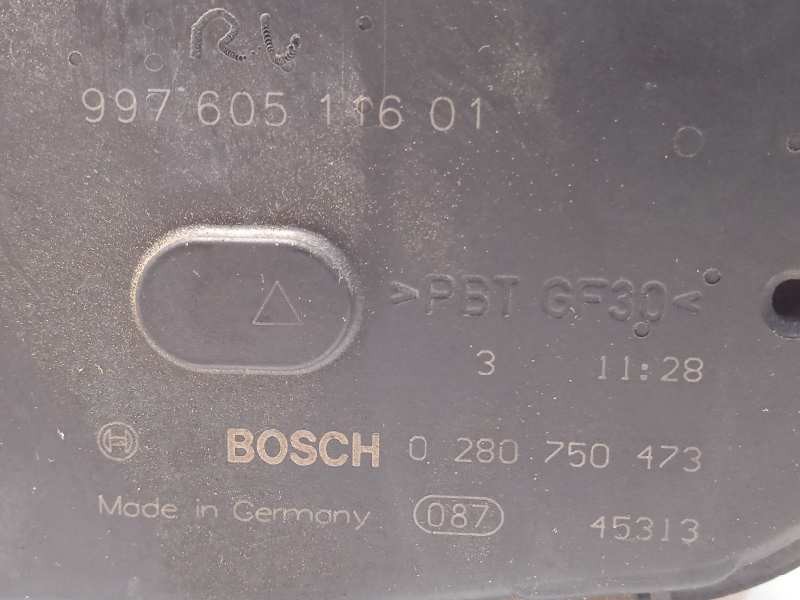 997 605 116 01
>PBT GF30<
3 11:28
BOSCH 0 280 750 473
Made in Germany 087 45313